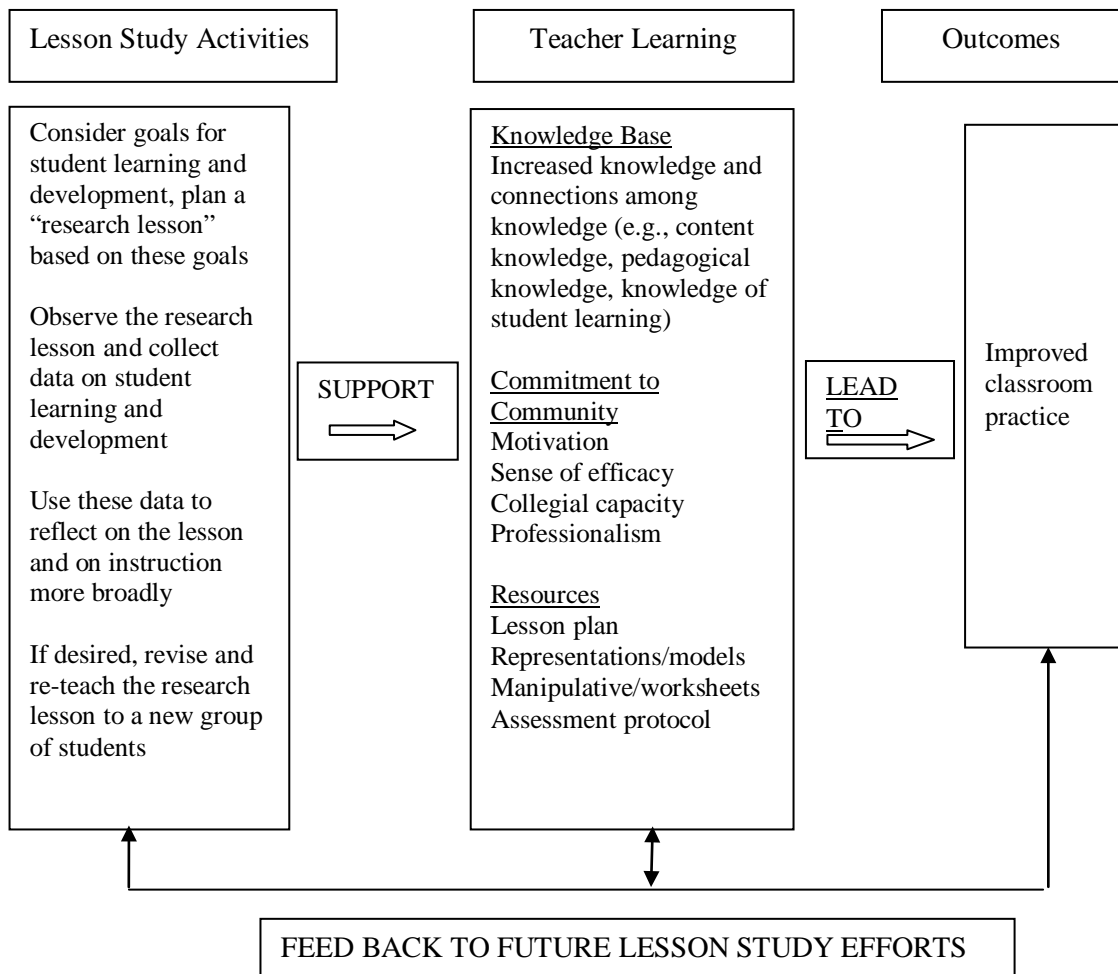 Lesson Study Activities
Teacher Learning
Outcomes
Consider goals for
student learning and
development, plan a
“research lesson”
based on these goals
Observe the research
lesson and collect
data on student
learning and
development
Use these data to
reflect on the lesson
and on instruction
more broadly
If desired, revise and
re-teach the research
lesson to a new group
of students
SUPPORT
Knowledge Base
Increased knowledge and
connections among
knowledge (e.g., content
knowledge, pedagogical
knowledge, knowledge of
student learning)
Commitment to
Community
Motivation
Sense of efficacy
Collegial capacity
Professionalism
Resources
Lesson plan
Representations/models
Manipulative/worksheets
Assessment protocol
LEAD
TO
Improved
classroom
practice
FEED BACK TO FUTURE LESSON STUDY EFFORTS